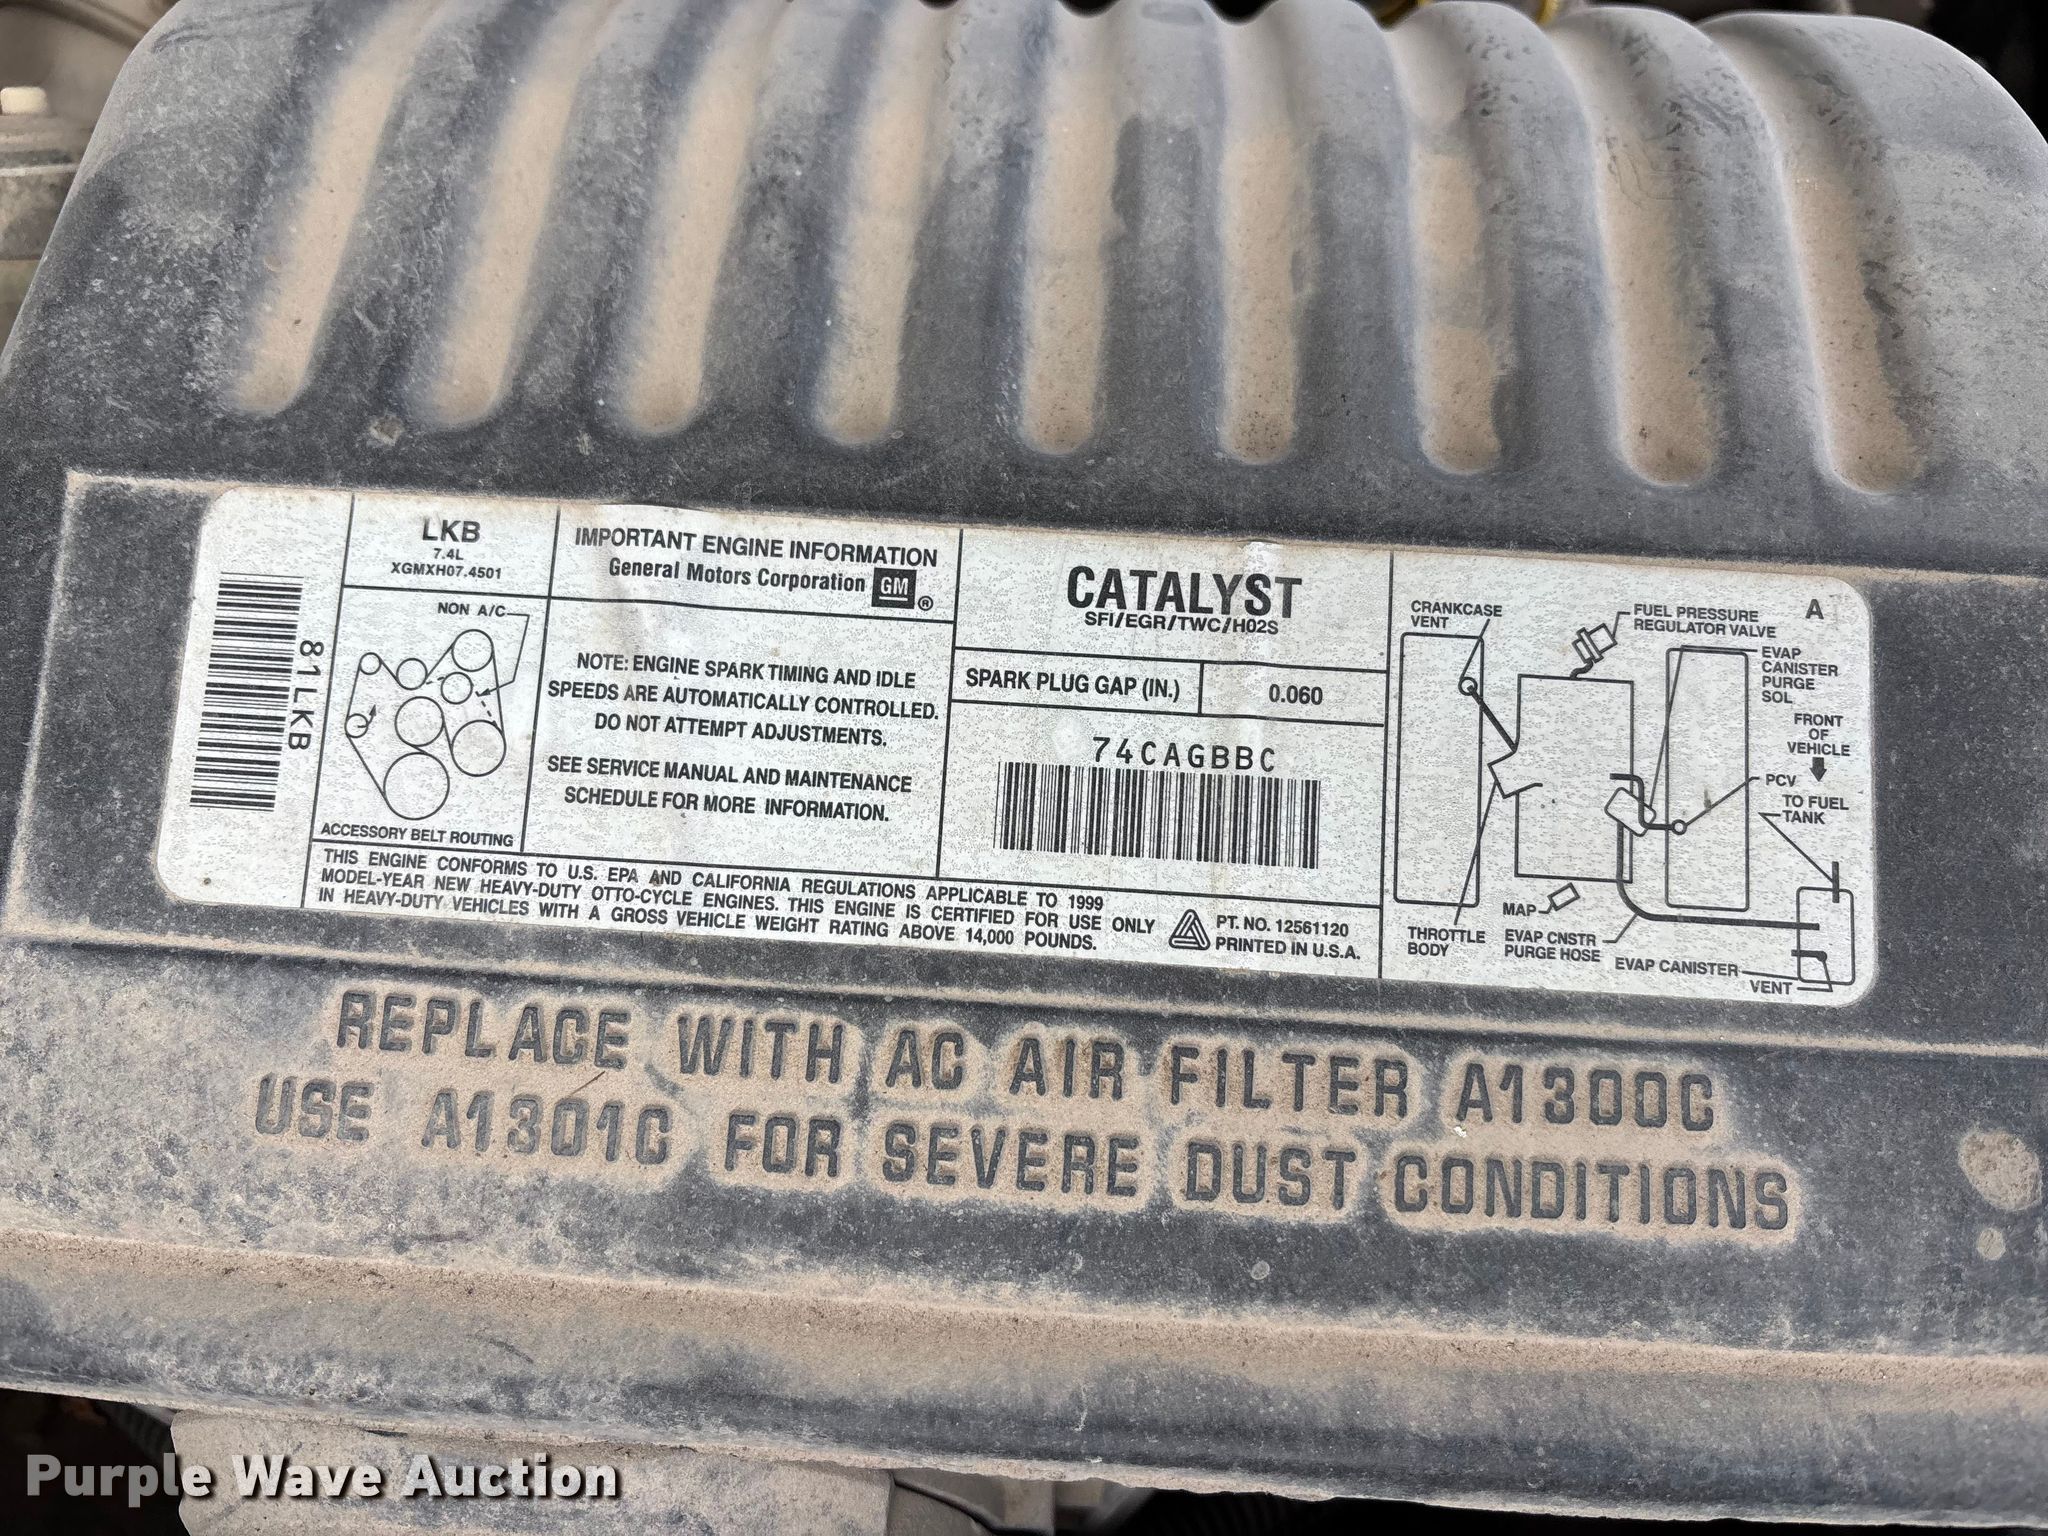 LKB
7.4L
XGMXH07.4501
81LKB
NON A/C
ACCESSORY BELT ROUTING
IMPORTANT ENGINE INFORMATION
General Motors Corporation GM ®
NOTE: ENGINE SPARK TIMING AND IDLE
SPEEDS ARE AUTOMATICALLY CONTROLLED.
DO NOT ATTEMPT ADJUSTMENTS.
SEE SERVICE MANUAL AND MAINTENANCE
SCHEDULE FOR MORE INFORMATION.
CATALYST
SFI/EGR/TWC/HO2S
SPARK PLUG GAP (IN.) 0.060
74CAGBBC
THIS ENGINE CONFORMS TO U.S. EPA AND CALIFORNIA REGULATIONS APPLICABLE TO 1999
MODEL-YEAR NEW HEAVY-DUTY OTTO-CYCLE ENGINES. THIS ENGINE IS CERTIFIED FOR USE ONLY
IN HEAVY-DUTY VEHICLES WITH A GROSS VEHICLE WEIGHT RATING ABOVE 14,000 POUNDS.
PT. NO. 12561120
PRINTED IN U.S.A.
A
CRANKCASE
VENT
FUEL PRESSURE
REGULATOR VALVE
EVAP
CANISTER
PURGE
SOL
FRONT
OF
VEHICLE
PCV
TO FUEL
TANK
MAP
THROTTLE
BODY
EVAP CNSTR
PURGE HOSE
EVAP CANISTER
VENT
REPLACE WITH AC AIR FILTER A1300C
USE A1301C FOR SEVERE DUST CONDITIONS
Purple Wave Auction